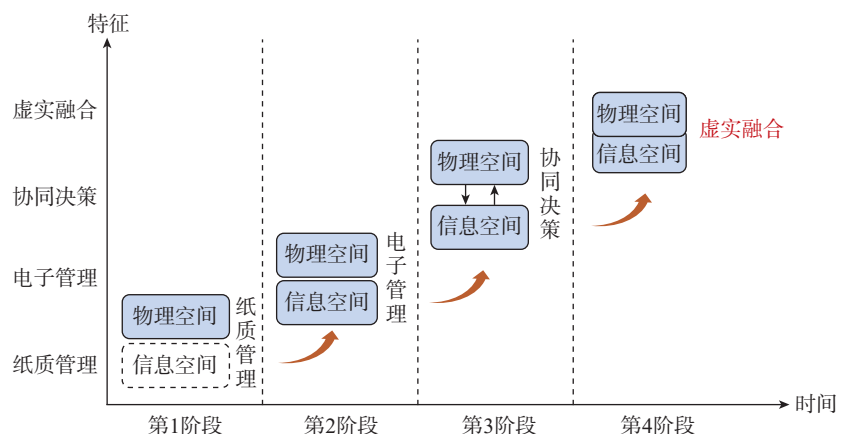 特征
虚实融合
协同决策
电子管理
纸质管理
物理空间
信息空间
纸质管理
物理空间
信息空间
电子管理
物理空间
信息空间
协同决策
物理空间
信息空间
虚实融合
第1阶段
第2阶段
第3阶段
第4阶段
时间